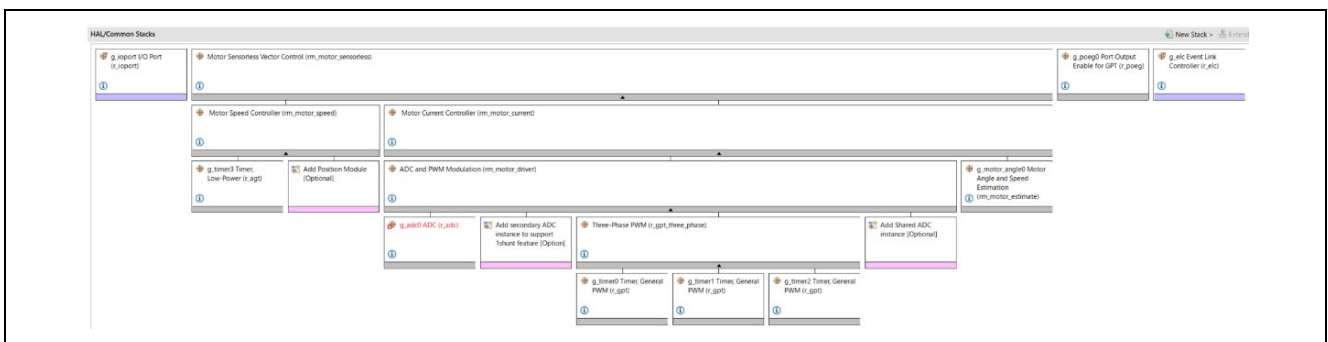 HAL/Common Stacks
New Stack >
Extend
g_ioport I/O Port
(r_ioport)
Motor Sensorless Vector Control (rm_motor_sensorless)
g_poeg0 Port Output
Enable for GPT (r_poeg)
g_elc Event Link
Controller (r_elc)
Motor Speed Controller (rm_motor_speed)
Motor Current Controller (rm_motor_current)
g_timer3 Timer,
Low-Power (r_agt)
Add Position Module
[Optional]
ADC and PWM Modulation (rm_motor_driver)
g_motor_angle0 Motor
Angle and Speed
Estimation
(rm_motor_estimate)
g_adc0 ADC (r_adc)
Add secondary ADC
instance to support
1shunt feature [Option]
Three-Phase PWM (r_gpt_three_phase)
Add Shared ADC
instance [Optional]
g_timer0 Timer, General
PWM (r_gpt)
g_timer1 Timer, General
PWM (r_gpt)
g_timer2 Timer, General
PWM (r_gpt)